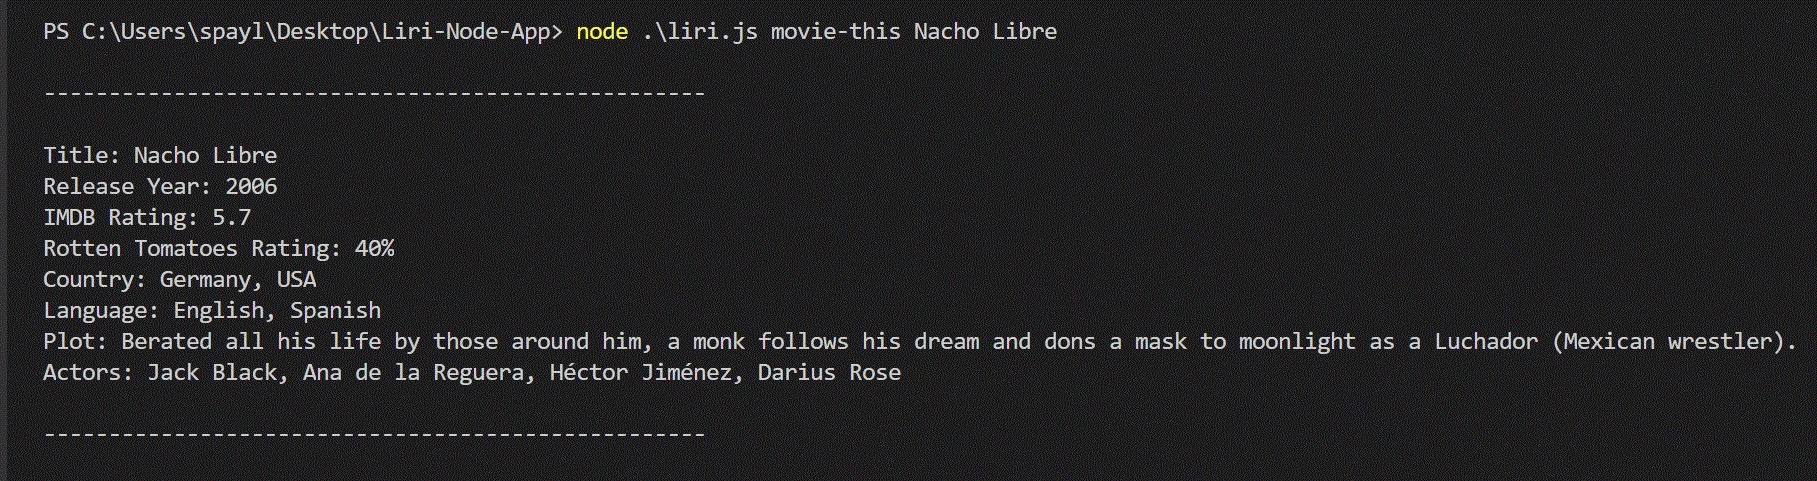 PS C:\Users\spayl\Desktop\Liri-Node-App> node .\liri.js movie-this Nacho Libre
---------------------------------------------------
Title: Nacho Libre
Release Year: 2006
IMDB Rating: 5.7
Rotten Tomatoes Rating: 40%
Country: Germany, USA
Language: English, Spanish
Plot: Berated all his life by those around him, a monk follows his dream and dons a mask to moonlight as a Luchador (Mexican wrestler).
Actors: Jack Black, Ana de la Reguera, Héctor Jiménez, Darius Rose
---------------------------------------------------